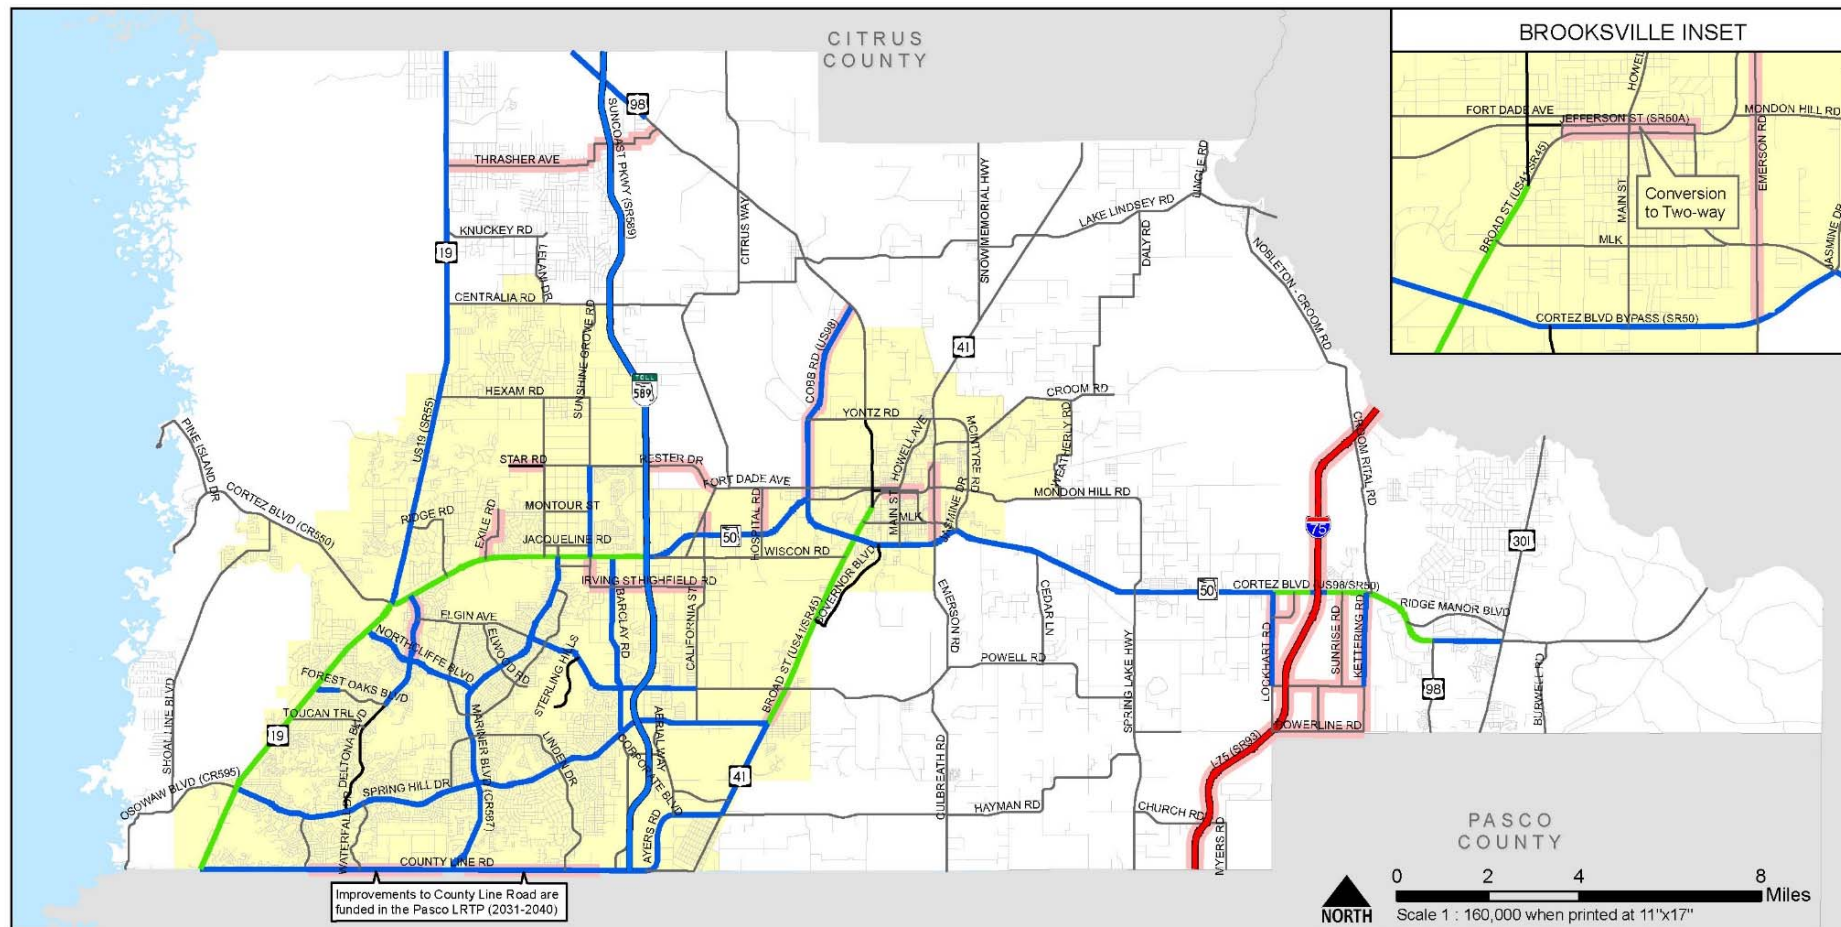 CITRUS
COUNTY
BROOKSVILLE INSET
FORT DADE AVE
HOWEL
MONDON HILL RD
JEFFERSON ST (SR50A)
EMERSON RD
BROAD ST (US41/SR45)
MAIN ST
Conversion
to Two-way
MLK
JASMINE DR
CORTEZ BLVD BYPASS (SR50)
98
SUNCOAST PKWY (SR589)
THRASHER AVE
CITRUS WAY
SNOW MEMORIAL HWY
LINGLE RD
LAKE LINDSEY RD
DALY RD
NOBLETON - CROOM RD
KNUCKEY RD
19
LELANI DR
CENTRALIA RD
SUNSHINE GROVE RD
COBB RD (US98)
41
TOLL
589
HEXAM RD
CROOM RD
YONTZ RD
US19 (SR55)
PINE ISLAND DR
HOWELL AVE
MCINTYRE RD
WEATHERLY RD
CROOM RITAL RD
STAR RD
FORT DADE AVE
CORTEZ BLVD (CR550)
MONDON HILL RD
EXILE RD
MONTOUR ST
RIDGE RD
HOSPITAL RD
MAIN ST
MLK
JASMINE DR
75
301
50
JACQUELINE RD
WISCON RD
IRVING ST
HIGHFIELD RD
BARCLAY RD
CALIFORNIA ST
GOVERNOR BLVD
EMERSON RD
CEDAR LN
50
CORTEZ BLVD (US98/SR50)
RIDGE MANOR BLVD
ELGIN AVE
NORTHCLIFFE BLVD
ELWOOD RD
STERLING HILLS
BROAD ST (US41/SR45)
POWELL RD
SPRING LAKE HWY
LOCKHART RD
SUNRISE RD
KETTERING RD
98
BURWELL RD
SHOAL LINE BLVD
FOREST OAKS BLVD
TOUCAN TRL
19
DELTONA BLVD
MARINER BLVD (CR587)
LINDEN DR
AERIAL WAY
CORPORATE BLVD
POWERLINE RD
I-75 (SR93)
OSOWAW BLVD (CR595)
SPRING HILL DR
41
CULBREATH RD
HAYMAN RD
CHURCH RD
MYERS RD
AYERS RD
COUNTY LINE RD
PASCO
COUNTY
Improvements to County Line Road are
funded in the Pasco LRTP (2031-2040)
NORTH
0 2 4 8
Miles
Scale 1 : 160,000 when printed at 11"x17"